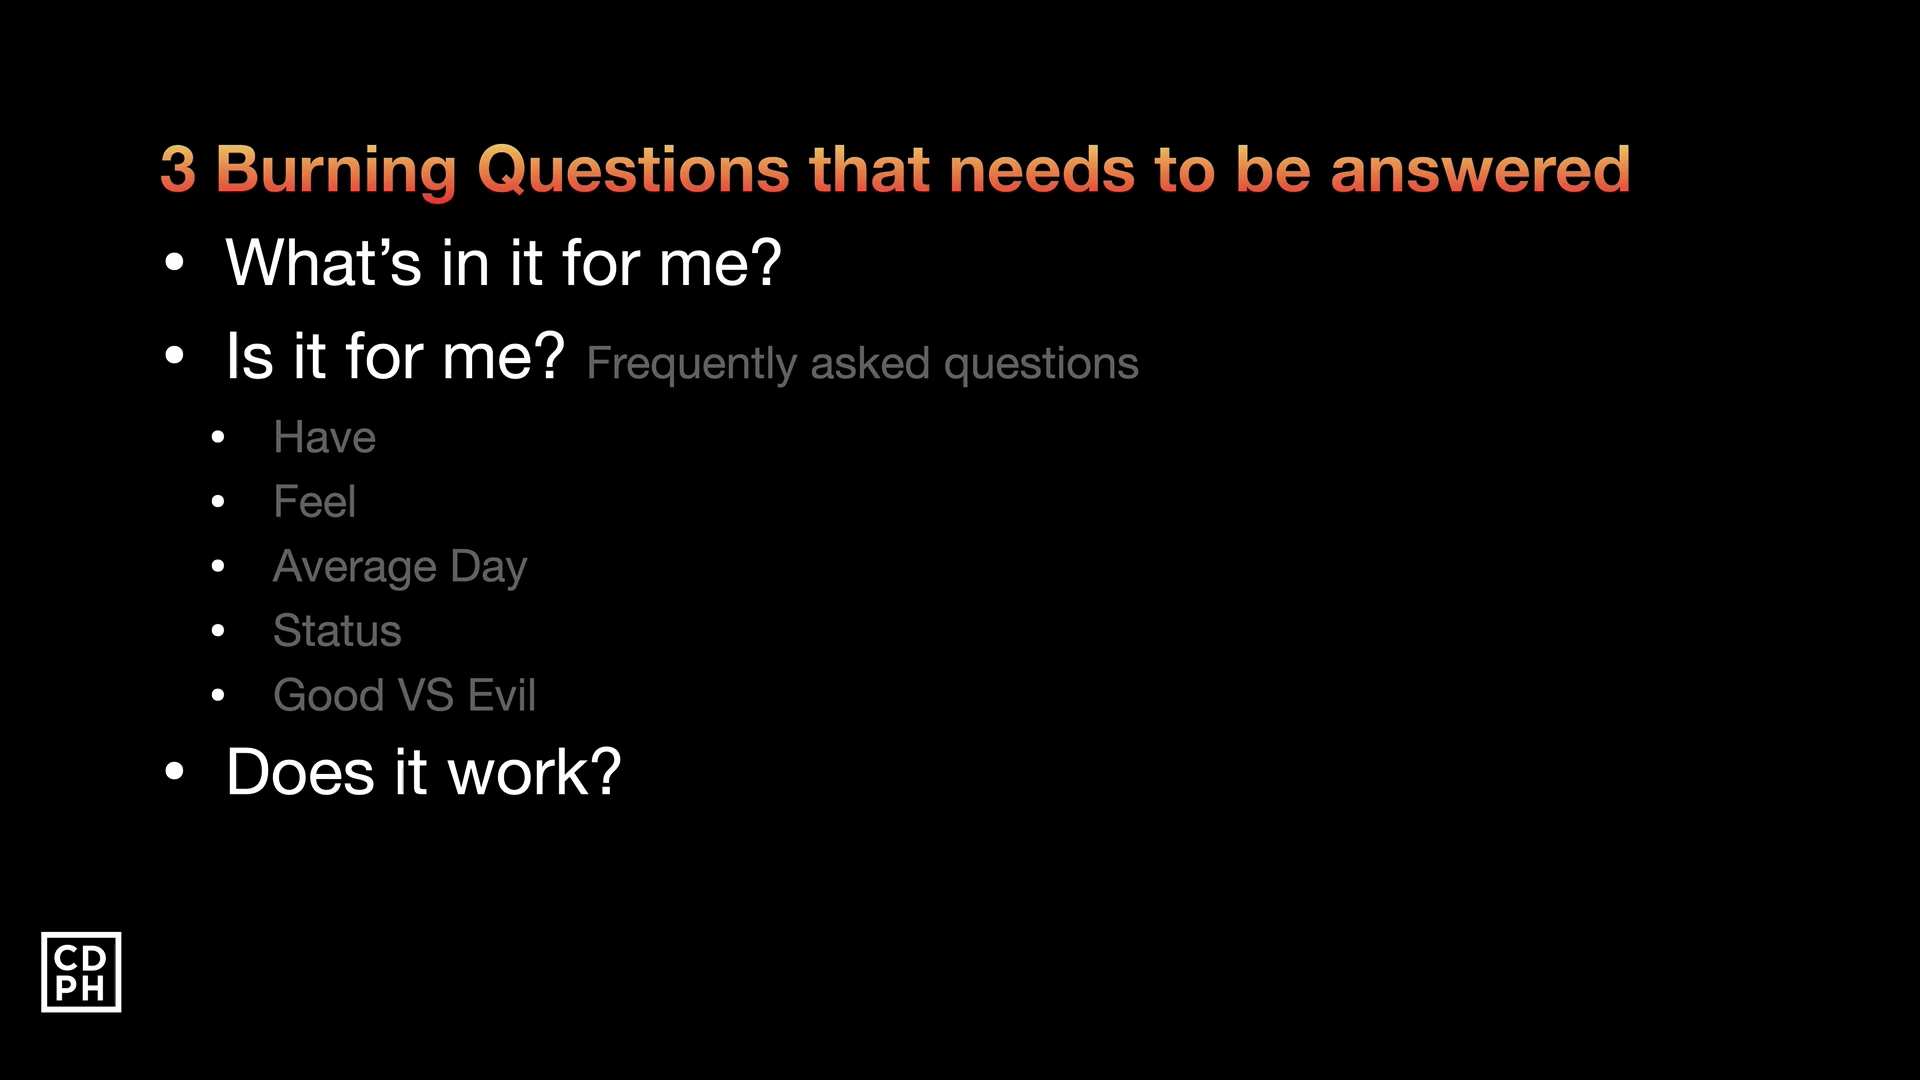 3 Burning Questions that needs to be answered
• What’s in it for me?
• Is it for me? Frequently asked questions
• Have
• Feel
• Average Day
• Status
• Good VS Evil
• Does it work?
CD
PH